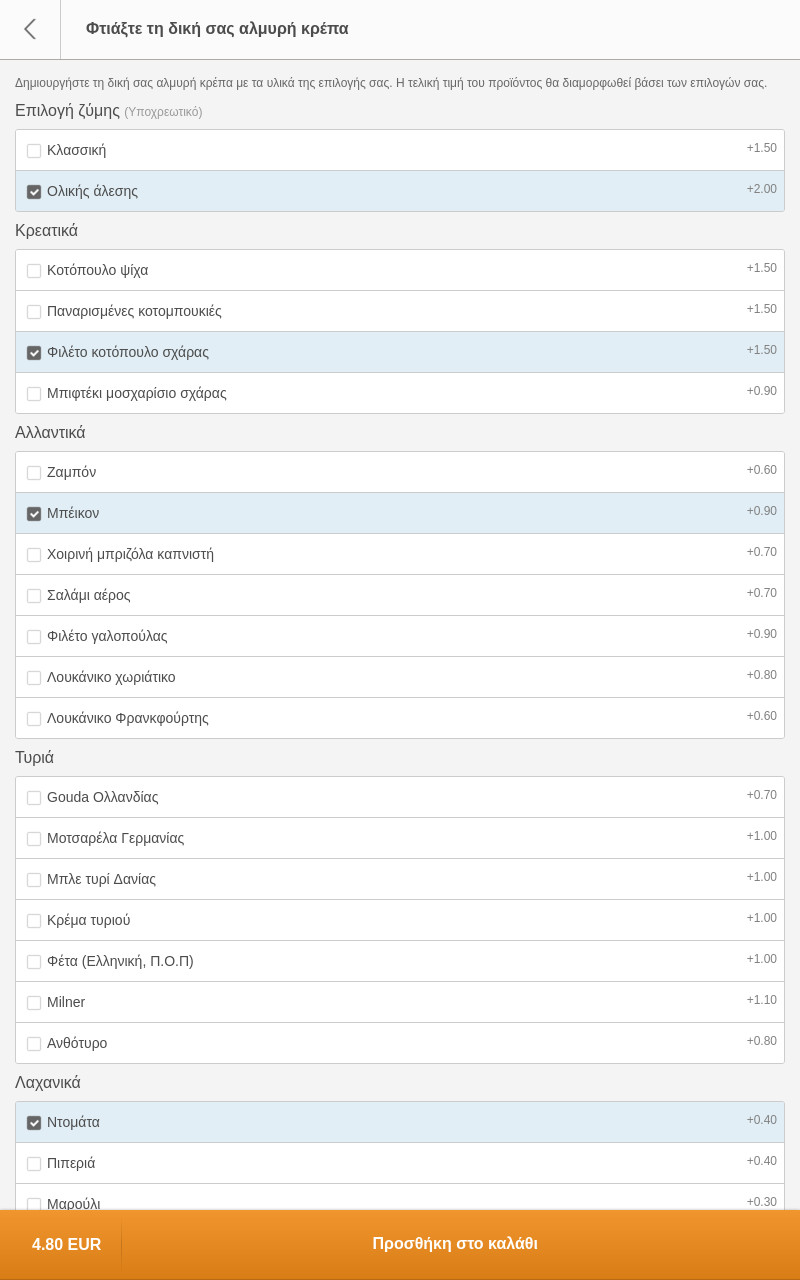 Φτιάξτε τη δική σας αλμυρή κρέπα
Δημιουργήστε τη δική σας αλμυρή κρέπα με τα υλικά της επιλογής σας. Η τελική τιμή του προϊόντος θα διαμορφωθεί βάσει των επιλογών σας.
Επιλογή ζύμης (Υποχρεωτικό)
Κλασσική +1.50
Ολικής άλεσης +2.00
Κρεατικά
Κοτόπουλο ψίχα +1.50
Παναρισμένες κοτομπουκιές +1.50
Φιλέτο κοτόπουλο σχάρας +1.50
Μπιφτέκι μοσχαρίσιο σχάρας +0.90
Αλλαντικά
Ζαμπόν +0.60
Μπέικον +0.90
Χοιρινή μπριζόλα καπνιστή +0.70
Σαλάμι αέρος +0.70
Φιλέτο γαλοπούλας +0.90
Λουκάνικο χωριάτικο +0.80
Λουκάνικο Φρανκφούρτης +0.60
Τυριά
Gouda Ολλανδίας +0.70
Μοτσαρέλα Γερμανίας +1.00
Μπλε τυρί Δανίας +1.00
Κρέμα τυριού +1.00
Φέτα (Ελληνική, Π.Ο.Π) +1.00
Milner +1.10
Ανθότυρο +0.80
Λαχανικά
Ντομάτα +0.40
Πιπεριά +0.40
Μαρούλι +0.30
4.80 EUR Προσθήκη στο καλάθι